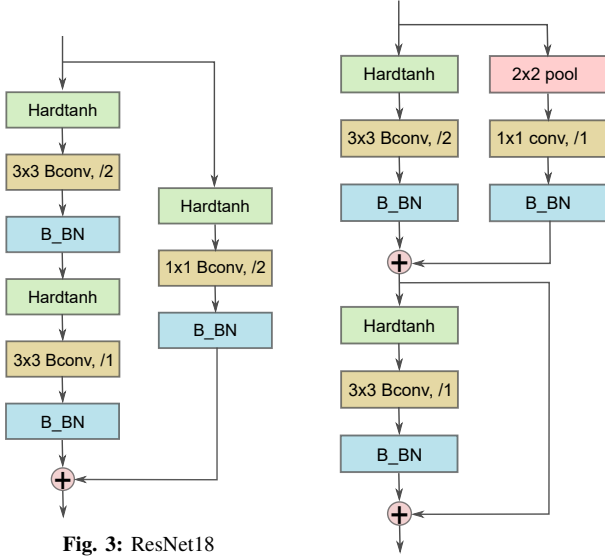 Hardtanh
3x3 Bconv, /2
B_BN
Hardtanh
3x3 Bconv, /1
B_BN
+
Hardtanh
1x1 Bconv, /2
B_BN
Fig. 3: ResNet18
Hardtanh
3x3 Bconv, /2
B_BN
+
2x2 pool
1x1 conv, /1
B_BN
Hardtanh
3x3 Bconv, /1
B_BN
+